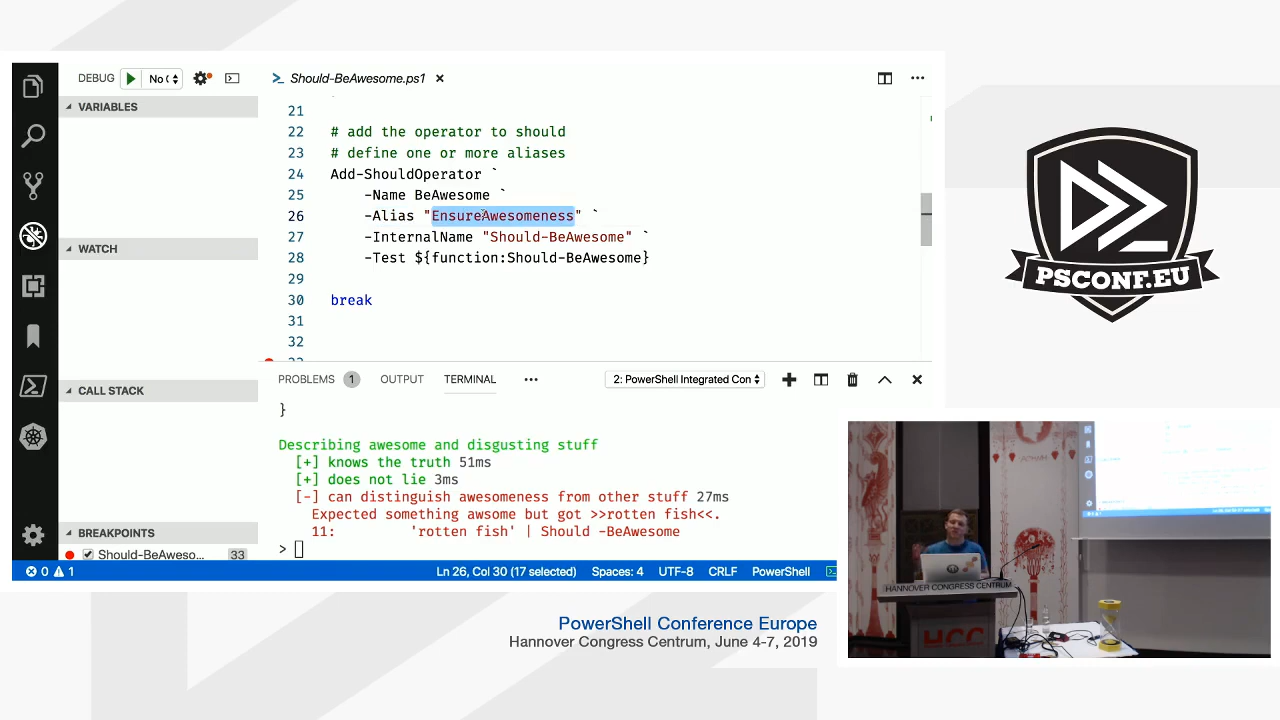 DEBUG No (
Should-BeAwesome.ps1
VARIABLES
WATCH
CALL STACK
BREAKPOINTS
Should-BeAweso... 33
21
22 # add the operator to should
23 # define one or more aliases
24 Add-ShouldOperator `
25 -Name BeAwesome `
26 -Alias "EnsureAwesomeness" `
27 -InternalName "Should-BeAwesome" `
28 -Test ${function:Should-BeAwesome}
29
30 break
31
32
33
PROBLEMS 1 OUTPUT TERMINAL ... 2: PowerShell Integrated Con
}
Describing awesome and disgusting stuff
[+] knows the truth 51ms
[+] does not lie 3ms
[-] can distinguish awesomeness from other stuff 27ms
Expected something awsome but got >>rotten fish<<.
11: 'rotten fish' | Should -BeAwesome
>
0 1 Ln 26, Col 30 (17 selected) Spaces: 4 UTF-8 CRLF PowerShell
PSCONF.EU
HANNOVER CONGRESS CENTRUM
HCC
PowerShell Conference Europe
Hannover Congress Centrum, June 4-7, 2019